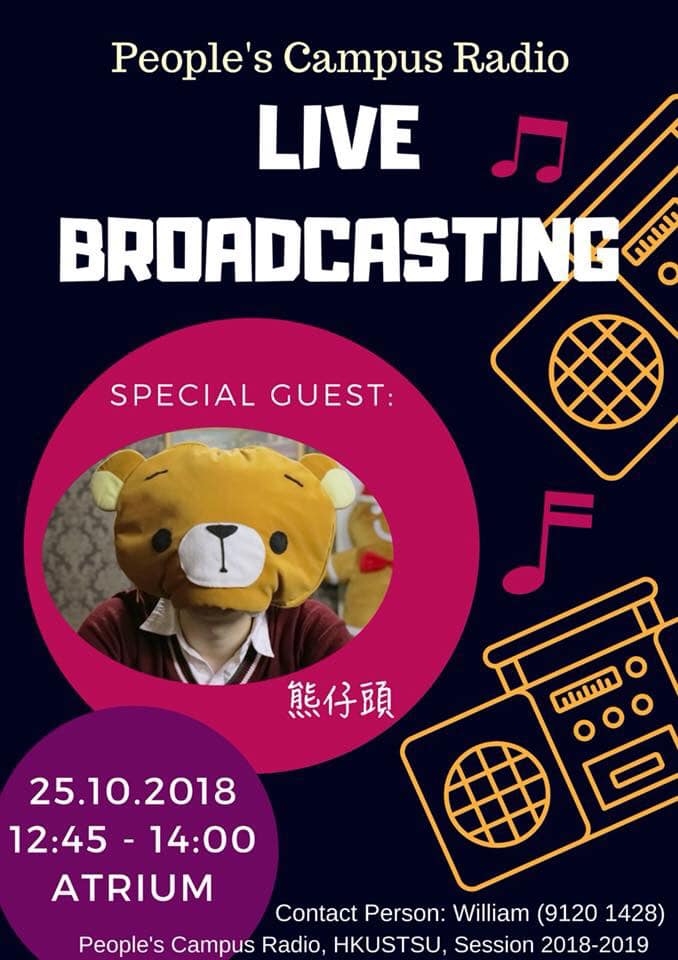 People's Campus Radio
LIVE
BROADCASTING
SPECIAL GUEST:
熊仔頭
25.10.2018
12:45 - 14:00
ATRIUM
Contact Person: William (9120 1428)
People's Campus Radio, HKUSTSU, Session 2018-2019